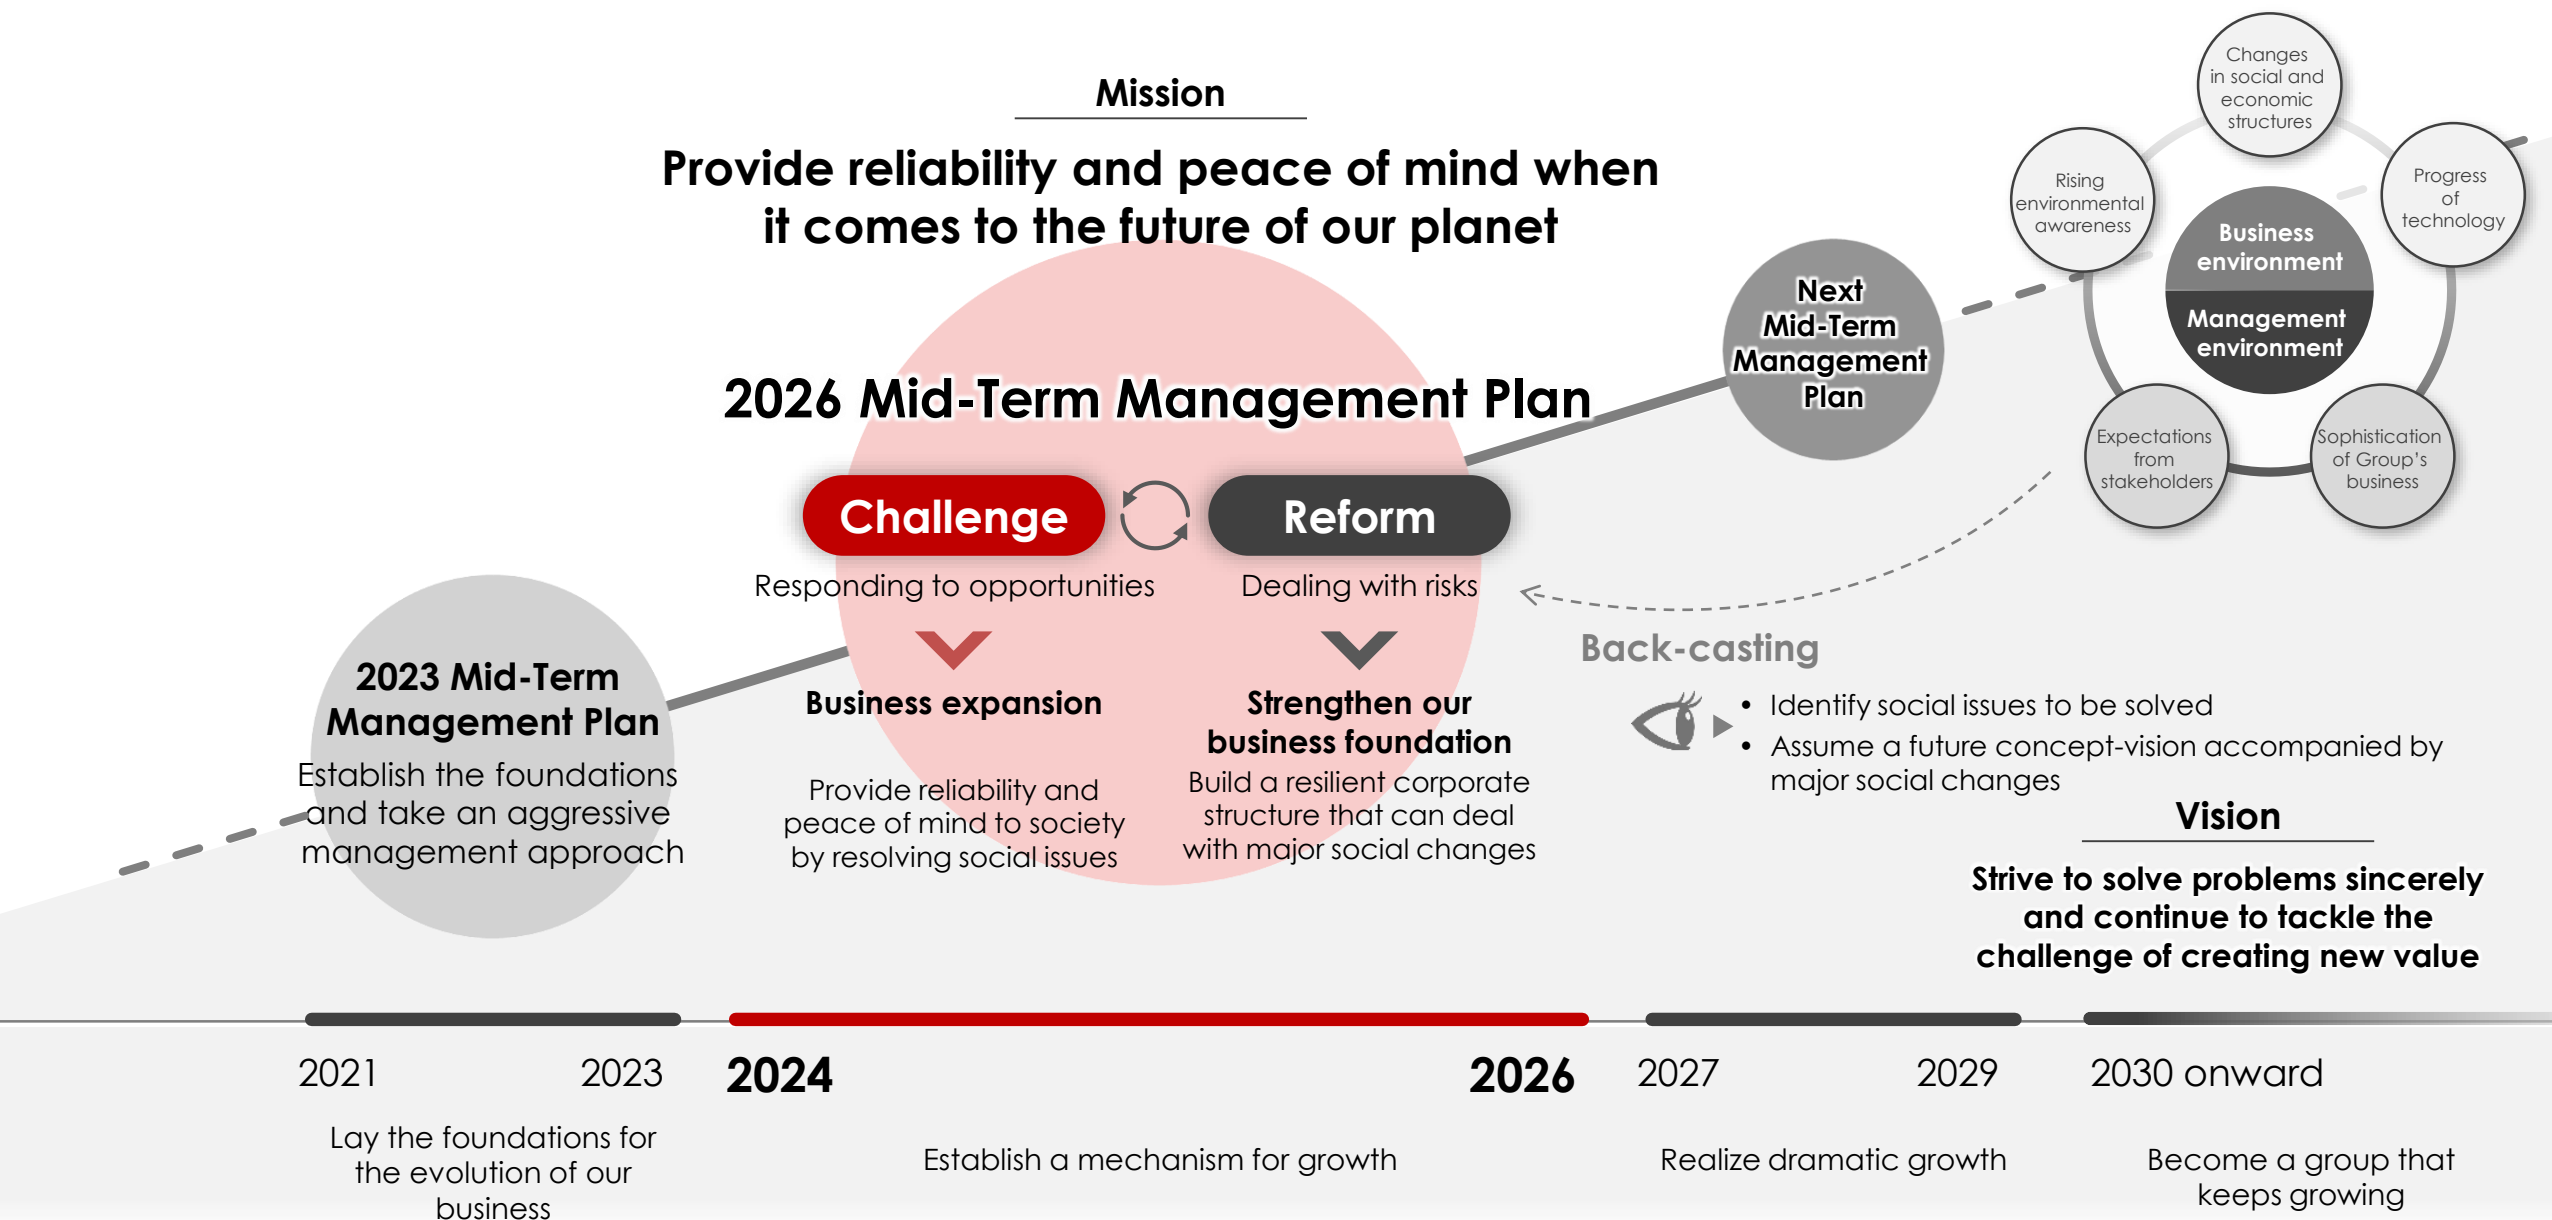 Mission
Provide reliability and peace of mind when
it comes to the future of our planet
Changes
in social and
economic
structures
Rising
environmental
awareness
Progress
of
technology
Business
environment
Management
environment
Expectations
from
stakeholders
Sophistication
of Group's
business
Next
Mid-Term
Management
Plan
2026 Mid-Term Management Plan
Challenge
Reform
Responding to opportunities
Dealing with risks
Business expansion
Strengthen our
business foundation
Provide reliability and
peace of mind to society
by resolving social issues
Build a resilient corporate
structure that can deal
with major social changes
2023 Mid-Term
Management Plan
Establish the foundations
and take an aggressive
management approach
Back-casting
• Identify social issues to be solved
• Assume a future concept-vision accompanied by
major social changes
Vision
Strive to solve problems sincerely
and continue to tackle the
challenge of creating new value
2021
2023
2024
2026
2027
2029
2030 onward
Lay the foundations for
the evolution of our
business
Establish a mechanism for growth
Realize dramatic growth
Become a group that
keeps growing